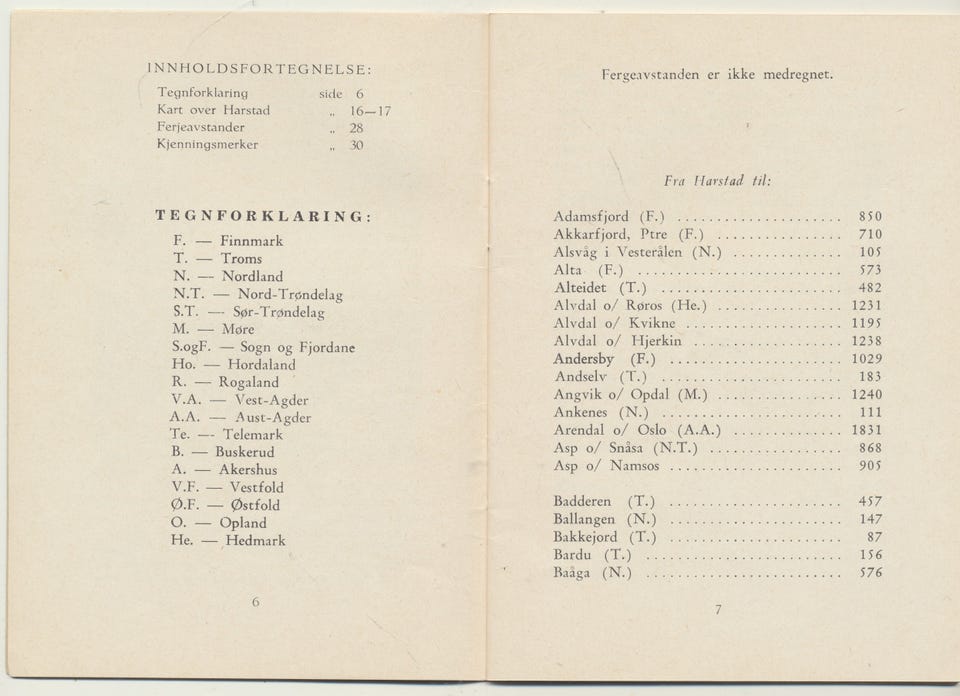 INNHOLDSFORTEGNELSE:
Tegnforklaring side 6
Kart over Harstad „ 16—17
Ferjeavstander „ 28
Kjenningsmerker „ 30
TEGNFORKLARING:
F. — Finnmark
T. — Troms
N. — Nordland
N.T. — Nord-Trøndelag
S.T. — Sør-Trøndelag
M. — Møre
S.ogF. — Sogn og Fjordane
Ho. — Hordaland
R. — Rogaland
V.A. — Vest-Agder
A.A. — Aust-Agder
Te. — Telemark
B. — Buskerud
A. — Akershus
V.F. — Vestfold
Ø.F. — Østfold
O. — Opland
He. — Hedmark
6
Fergeavstanden er ikke medregnet.
Fra Harstad til:
Adamsfjord (F.) ..................... 850
Akkarfjord, Ptre (F.) ................ 710
Alsvåg i Vesterålen (N.) .............. 105
Alta (F.) .......................... 573
Alteidet (T.) ....................... 482
Alvdal o/ Røros (He.) ................ 1231
Alvdal o/ Kvikne .................... 1195
Alvdal o/ Hjerkin ................... 1238
Andersby (F.) ...................... 1029
Andselv (T.) ....................... 183
Angvik o/ Opdal (M.) ................ 1240
Ankenes (N.) ....................... 111
Arendal o/ Oslo (A.A.) .............. 1831
Asp o/ Snåsa (N.T.) ................. 868
Asp o/ Namsos ...................... 905
Badderen (T.) ...................... 457
Ballangen (N.) ...................... 147
Bakkejord (T.) ...................... 87
Bardu (T.) ......................... 156
Baåga (N.) ......................... 576
7